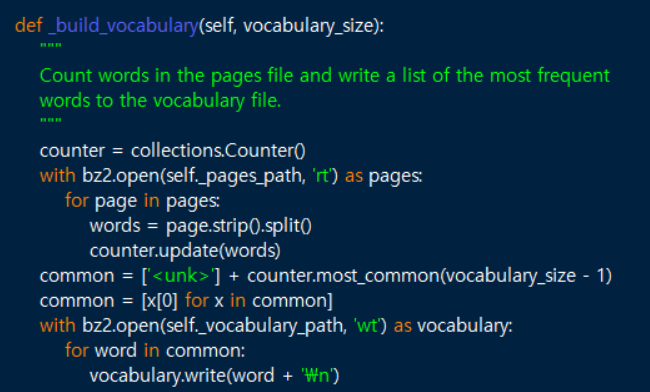 def _build_vocabulary(self, vocabulary_size):
"""
Count words in the pages file and write a list of the most frequent
words to the vocabulary file.
"""
counter = collections.Counter()
with bz2.open(self._pages_path, 'rt') as pages:
for page in pages:
words = page.strip().split()
counter.update(words)
common = ['<unk>'] + counter.most_common(vocabulary_size - 1)
common = [x[0] for x in common]
with bz2.open(self._vocabulary_path, 'wt') as vocabulary:
for word in common:
vocabulary.write(word + '₩n')